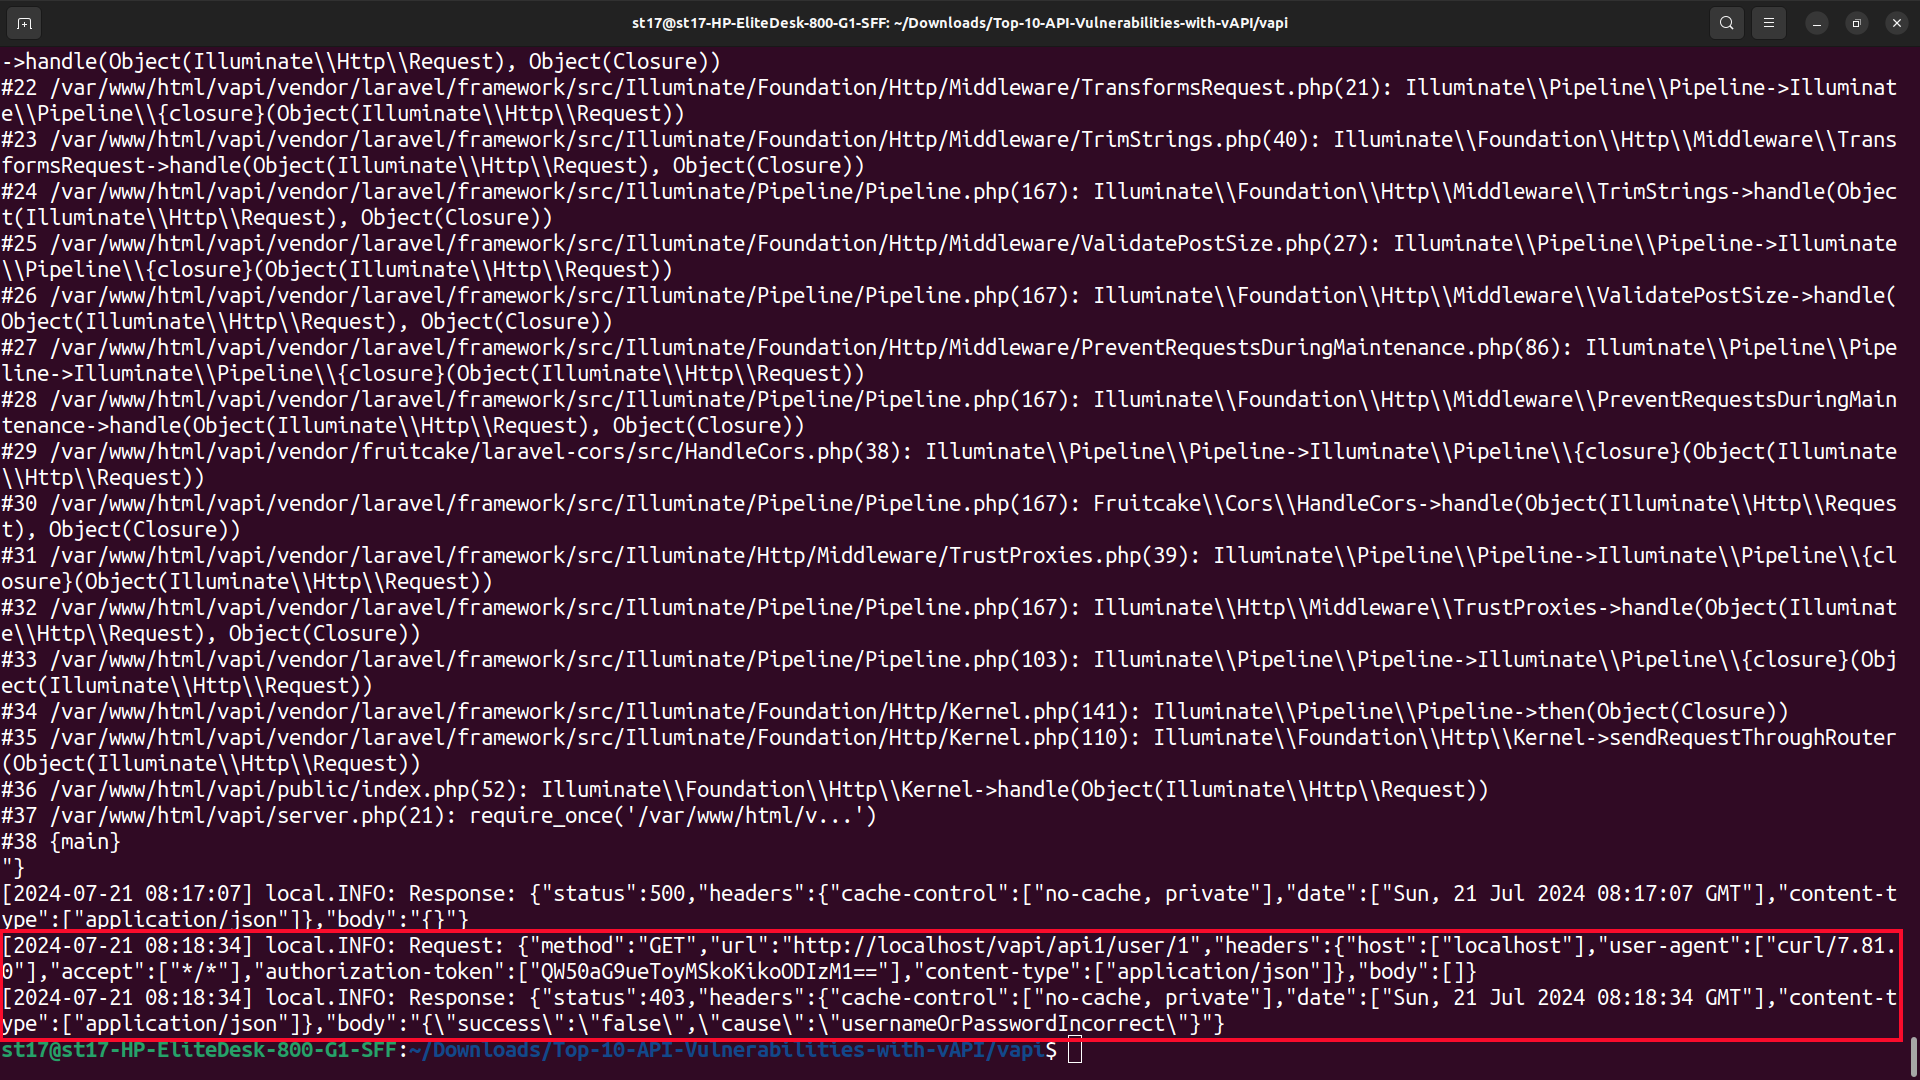 st17@st17-HP-EliteDesk-800-G1-SFF: ~/Downloads/Top-10-API-Vulnerabilities-with-vAPI/vapi
->handle(Object(Illuminate\\Http\\Request), Object(Closure))
#22 /var/www/html/vapi/vendor/laravel/framework/src/Illuminate/Foundation/Http/Middleware/TransformsRequest.php(21): Illuminate\\Pipeline\\Pipeline->Illuminat
e\\Pipeline\\{closure}(Object(Illuminate\\Http\\Request))
#23 /var/www/html/vapi/vendor/laravel/framework/src/Illuminate/Foundation/Http/Middleware/TrimStrings.php(40): Illuminate\\Foundation\\Http\\Middleware\\Trans
formsRequest->handle(Object(Illuminate\\Http\\Request), Object(Closure))
#24 /var/www/html/vapi/vendor/laravel/framework/src/Illuminate/Pipeline/Pipeline.php(167): Illuminate\\Foundation\\Http\\Middleware\\TrimStrings->handle(Objec
t(Illuminate\\Http\\Request), Object(Closure))
#25 /var/www/html/vapi/vendor/laravel/framework/src/Illuminate/Foundation/Http/Middleware/ValidatePostSize.php(27): Illuminate\\Pipeline\\Pipeline->Illuminate
\\Pipeline\\{closure}(Object(Illuminate\\Http\\Request))
#26 /var/www/html/vapi/vendor/laravel/framework/src/Illuminate/Pipeline/Pipeline.php(167): Illuminate\\Foundation\\Http\\Middleware\\ValidatePostSize->handle(
Object(Illuminate\\Http\\Request), Object(Closure))
#27 /var/www/html/vapi/vendor/laravel/framework/src/Illuminate/Foundation/Http/Middleware/PreventRequestsDuringMaintenance.php(86): Illuminate\\Pipeline\\Pipe
line->Illuminate\\Pipeline\\{closure}(Object(Illuminate\\Http\\Request))
#28 /var/www/html/vapi/vendor/laravel/framework/src/Illuminate/Pipeline/Pipeline.php(167): Illuminate\\Foundation\\Http\\Middleware\\PreventRequestsDuringMain
tenance->handle(Object(Illuminate\\Http\\Request), Object(Closure))
#29 /var/www/html/vapi/vendor/fruitcake/laravel-cors/src/HandleCors.php(38): Illuminate\\Pipeline\\Pipeline->Illuminate\\Pipeline\\{closure}(Object(Illuminate
\\Http\\Request))
#30 /var/www/html/vapi/vendor/laravel/framework/src/Illuminate/Pipeline/Pipeline.php(167): Fruitcake\\Cors\\HandleCors->handle(Object(Illuminate\\Http\\Reques
t), Object(Closure))
#31 /var/www/html/vapi/vendor/laravel/framework/src/Illuminate/Http/Middleware/TrustProxies.php(39): Illuminate\\Pipeline\\Pipeline->Illuminate\\Pipeline\\{cl
osure}(Object(Illuminate\\Http\\Request))
#32 /var/www/html/vapi/vendor/laravel/framework/src/Illuminate/Pipeline/Pipeline.php(167): Illuminate\\Http\\Middleware\\TrustProxies->handle(Object(Illuminat
e\\Http\\Request), Object(Closure))
#33 /var/www/html/vapi/vendor/laravel/framework/src/Illuminate/Pipeline/Pipeline.php(103): Illuminate\\Pipeline\\Pipeline->Illuminate\\Pipeline\\{closure}(Obj
ect(Illuminate\\Http\\Request))
#34 /var/www/html/vapi/vendor/laravel/framework/src/Illuminate/Foundation/Http/Kernel.php(141): Illuminate\\Pipeline\\Pipeline->then(Object(Closure))
#35 /var/www/html/vapi/vendor/laravel/framework/src/Illuminate/Foundation/Http/Kernel.php(110): Illuminate\\Foundation\\Http\\Kernel->sendRequestThroughRouter
(Object(Illuminate\\Http\\Request))
#36 /var/www/html/vapi/public/index.php(52): Illuminate\\Foundation\\Http\\Kernel->handle(Object(Illuminate\\Http\\Request))
#37 /var/www/html/vapi/server.php(21): require_once('/var/www/html/v...')
#38 {main}
"}
[2024-07-21 08:17:07] local.INFO: Response: {"status":500,"headers":{"cache-control":["no-cache, private"],"date":["Sun, 21 Jul 2024 08:17:07 GMT"],"content-t
ype":["application/json"]},"body":"{}"}
[2024-07-21 08:18:34] local.INFO: Request: {"method":"GET","url":"http://localhost/vapi/api1/user/1","headers":{"host":["localhost"],"user-agent":["curl/7.81.
0"],"accept":["*/*"],"authorization-token":["QW50aG9ueToyMSkoKikoODIzM1=="],"content-type":["application/json"]},"body":[]}
[2024-07-21 08:18:34] local.INFO: Response: {"status":403,"headers":{"cache-control":["no-cache, private"],"date":["Sun, 21 Jul 2024 08:18:34 GMT"],"content-t
ype":["application/json"]},"body":"{\"success\":\"false\",\"cause\":\"usernameOrPasswordIncorrect\"}"}
st17@st17-HP-EliteDesk-800-G1-SFF:~/Downloads/Top-10-API-Vulnerabilities-with-vAPI/vapi$